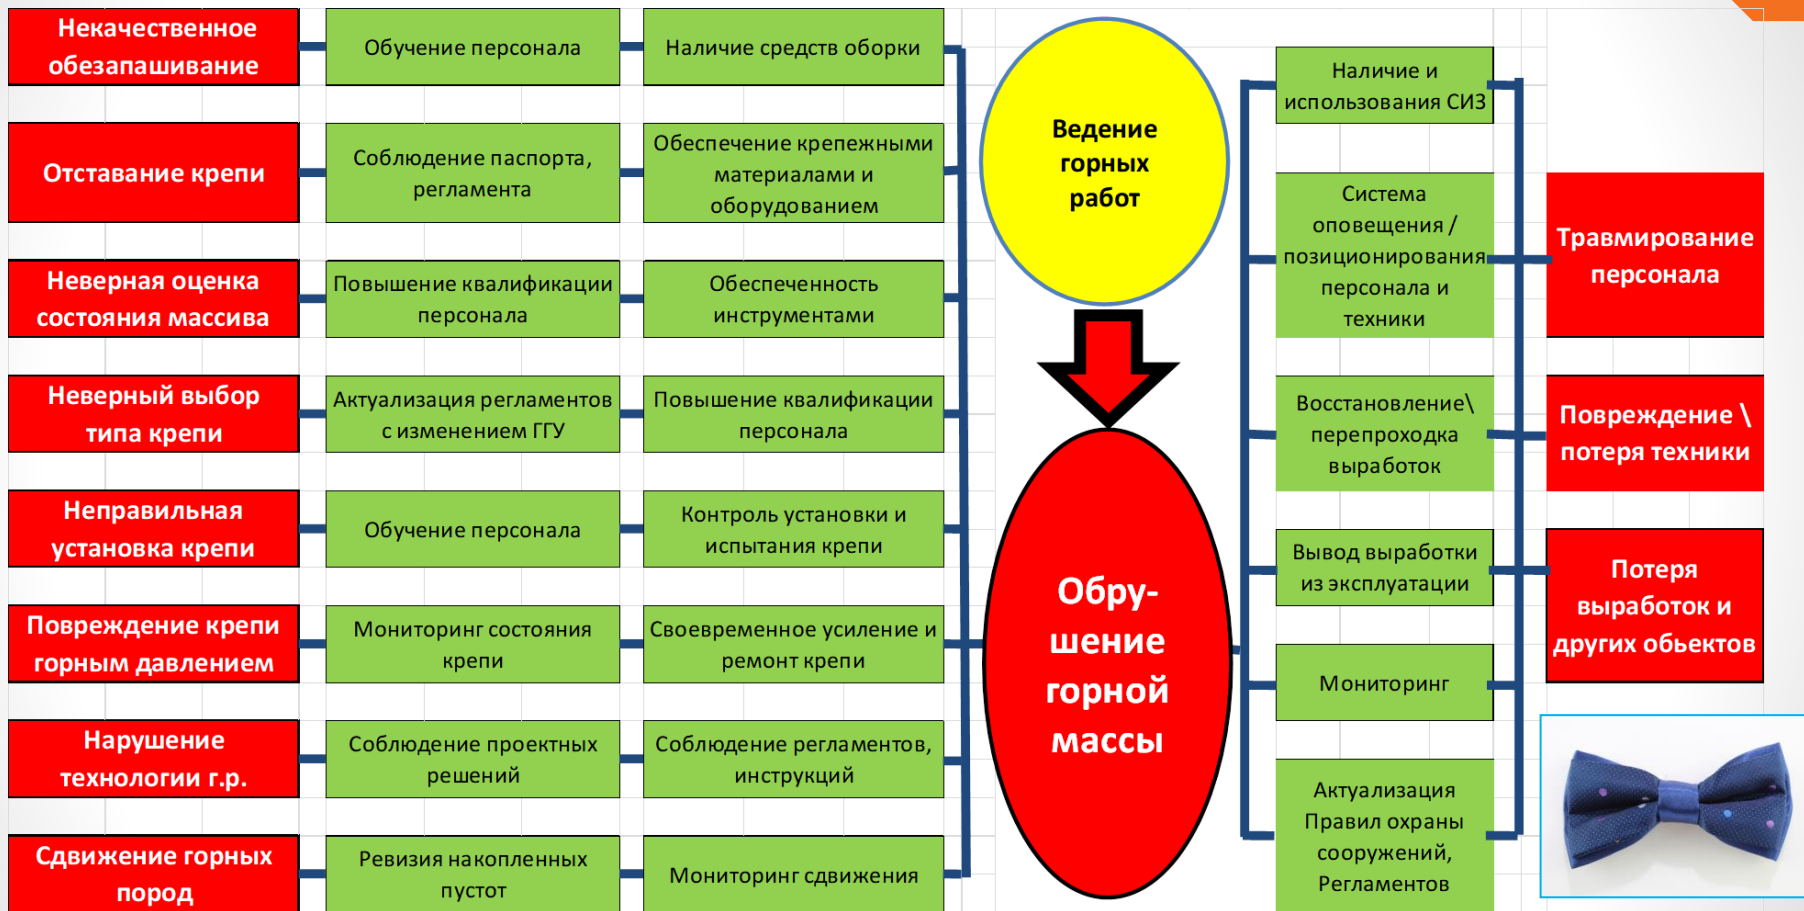 Некачественное
обезапашивание
Обучение персонала
Наличие средств оборки
Отставание крепи
Соблюдение паспорта,
регламента
Обеспечение крепежными
материалами и
оборудованием
Неверная оценка
состояния массива
Повышение квалификации
персонала
Обеспеченность
инструментами
Неверный выбор
типа крепи
Актуализация регламентов
с изменением ГГУ
Повышение квалификации
персонала
Неправильная
установка крепи
Обучение персонала
Контроль установки и
испытания крепи
Повреждение крепи
горным давлением
Мониторинг состояния
крепи
Своевременное усиление и
ремонт крепи
Нарушение
технологии г.р.
Соблюдение проектных
решений
Соблюдение регламентов,
инструкций
Сдвижение горных
пород
Ревизия накопленных
пустот
Мониторинг сдвижения
Ведение
горных
работ
Обру-
шение
горной
массы
Наличие и
использования СИЗ
Система
оповещения /
позиционирования
персонала и
техники
Восстановление\
перепроходка
выработок
Вывод выработки
из эксплуатации
Мониторинг
Актуализация
Правил охраны
сооружений,
Регламентов
Травмирование
персонала
Повреждение \
потеря техники
Потеря
выработок и
других обьектов